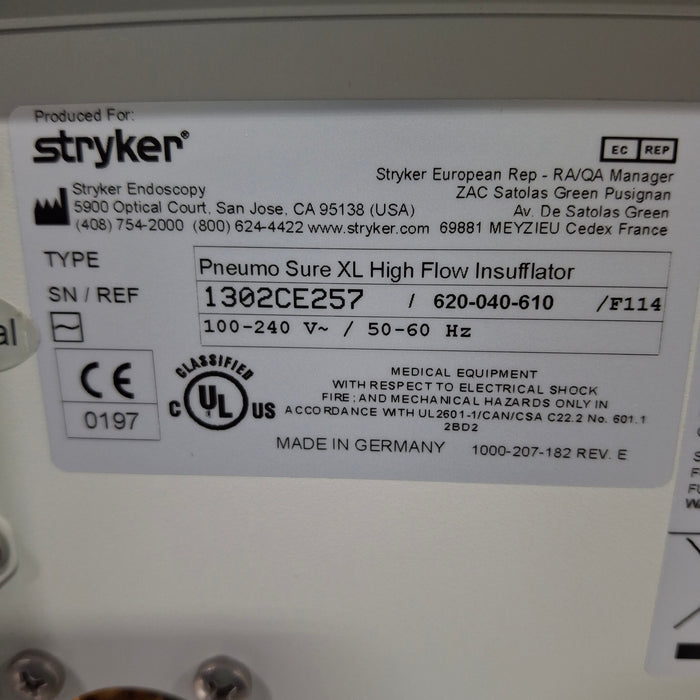 Produced For:
stryker®
EC REP
Stryker European Rep - RA/QA Manager
ZAC Satolas Green Pusignan
Av. De Satolas Green
69881 MEYZIEU Cedex France
Stryker Endoscopy
5900 Optical Court, San Jose, CA 95138 (USA)
(408) 754-2000 (800) 624-4422 www.stryker.com
TYPE Pneumo Sure XL High Flow Insufflator
SN / REF 1302CE257 / 620-040-610 /F114
100-240 V~ / 50-60 Hz
CE
0197
CLASSIFIED
C UL US
MEDICAL EQUIPMENT
WITH RESPECT TO ELECTRICAL SHOCK
FIRE ; AND MECHANICAL HAZARDS ONLY IN
ACCORDANCE WITH UL2601-1/CAN/CSA C22.2 No. 601.1
2BD2
MADE IN GERMANY 1000-207-182 REV. E